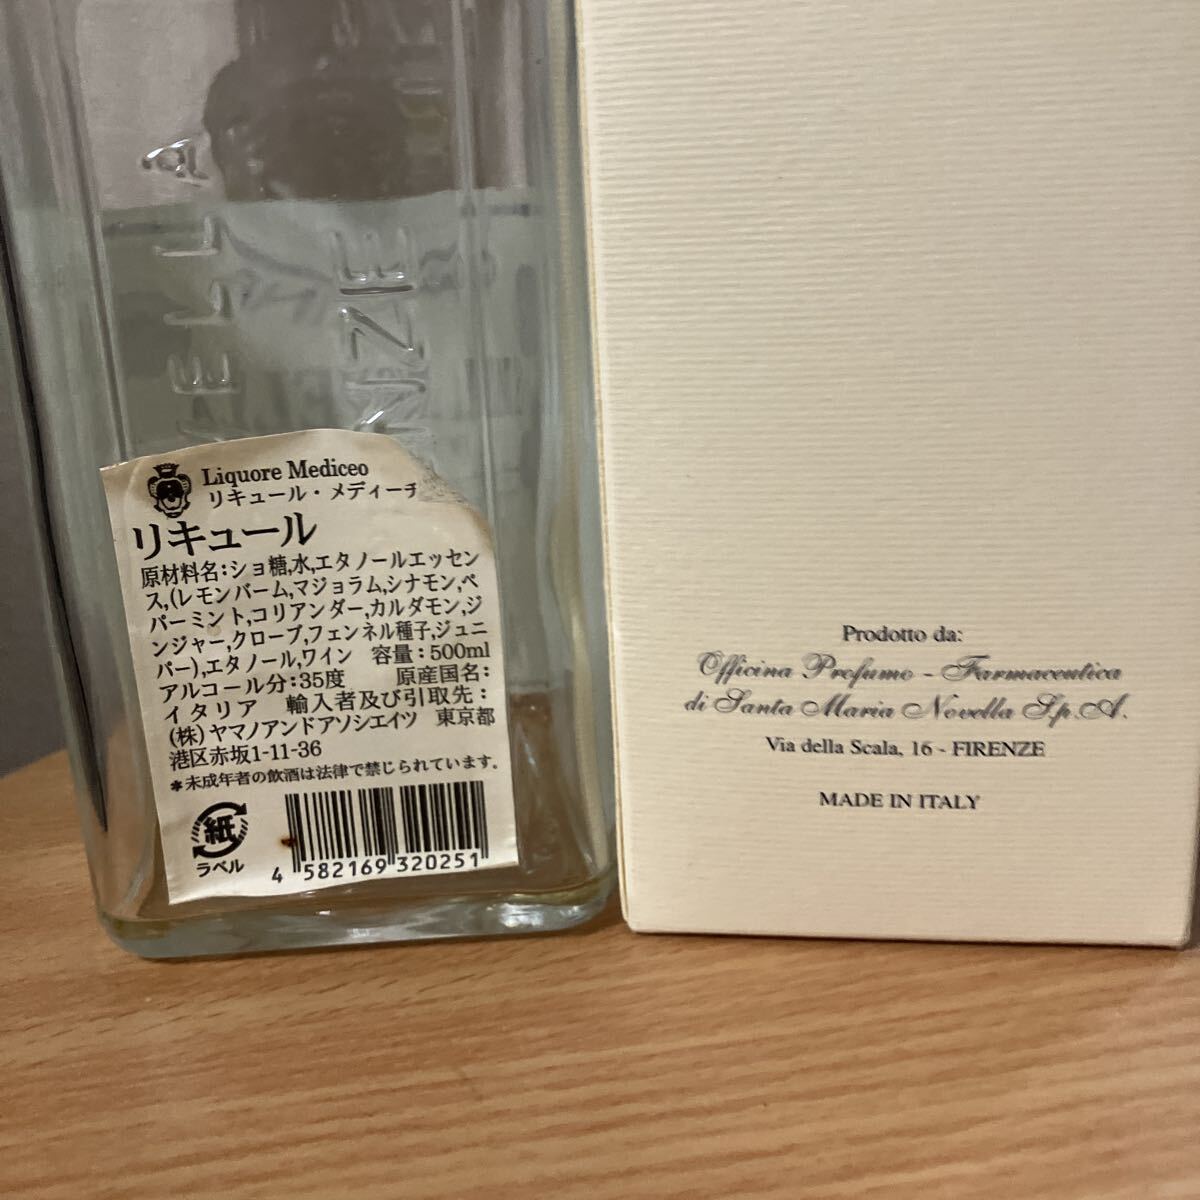 ELLA
NZE
Liquore Mediceo
リキュール・メディーチ
リキュール
原材料名:ショ糖,水,エタノールエッセン
ス,(レモンバーム,マジョラム,シナモン,ペ
パーミント,コリアンダー,カルダモン,ジ
ンジャー,クローブ,フェンネル種子,ジュニ
パー),エタノール,ワイン 容量:500ml
アルコール分:35度 原産国名:
イタリア 輸入者及び引取先:
(株)ヤマノアンドアソシエイツ 東京都
港区赤坂1-11-36
*未成年者の飲酒は法律で禁じられています。
紙
ラベル
4 582169 320251
Prodotto da:
Officina Profumo - Farmaceutica
di Santa Maria Novella S.p.A.
Via della Scala, 16 - FIRENZE
MADE IN ITALY